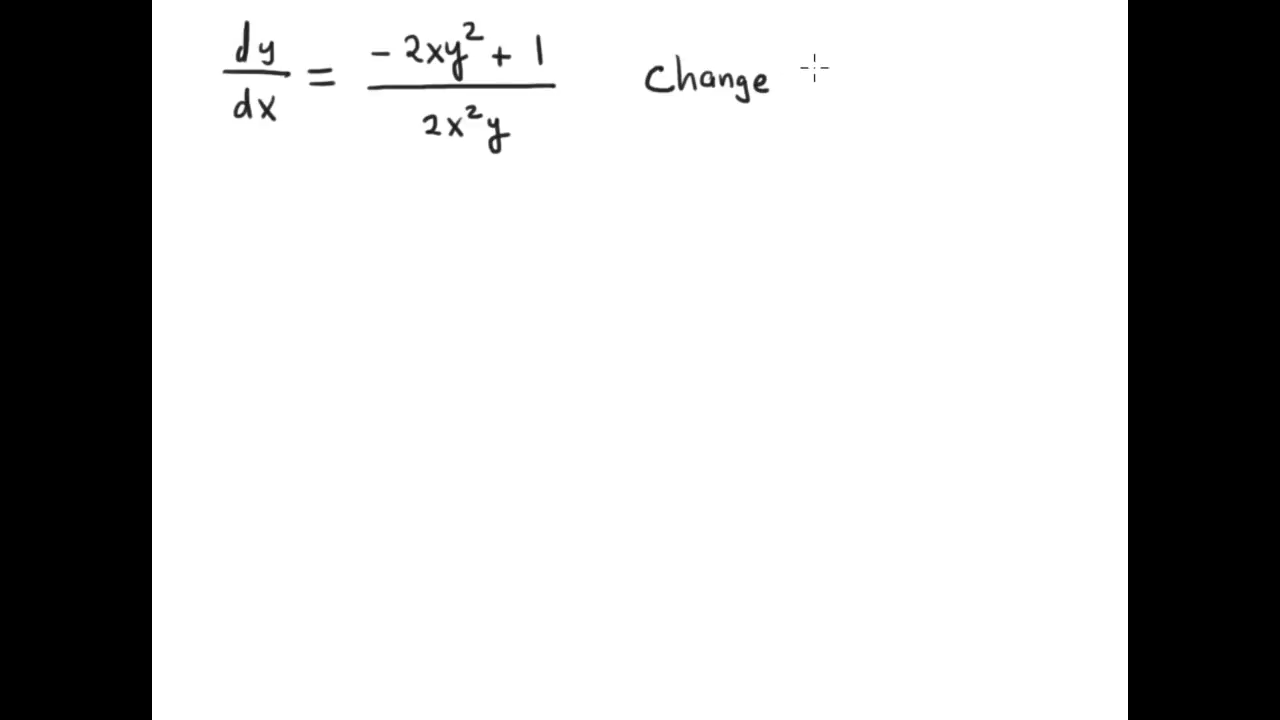 dy/dx = (-2xy² + 1)/(2x²y) Change